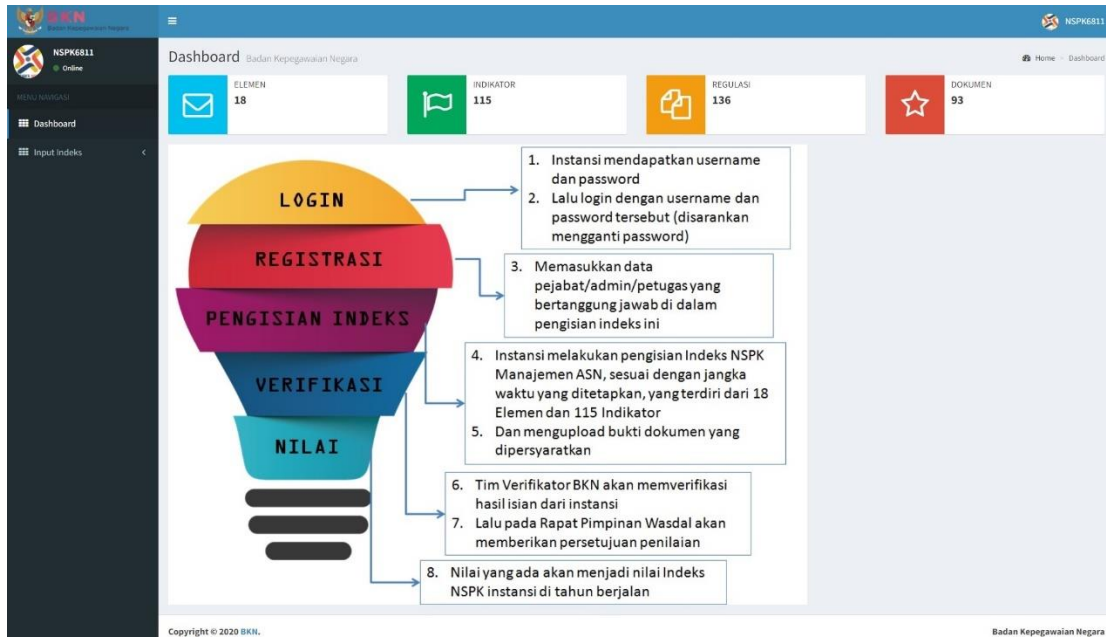 BKN
Badan Kepegawaian Negara
NSPK6811
NSPK6811
Online
MENU NAVIGASI
Dashboard
Input Indeks
Dashboard Badan Kepegawaian Negara
Home
Dashboard
ELEMEN
18
INDIKATOR
115
REGULASI
136
DOKUMEN
93
LOGIN
1. Instansi mendapatkan username
dan password
2. Lalu login dengan username dan
password tersebut (disarankan
mengganti password)
REGISTRASI
3. Memasukkan data
pejabat/admin/petugas yang
bertanggung jawab di dalam
pengisian indeks ini
PENGISIAN INDEKS
4. Instansi melakukan pengisian Indeks NSPK
Manajemen ASN, sesuai dengan jangka
waktu yang ditetapkan, yang terdiri dari 18
Elemen dan 115 Indikator
5. Dan mengupload bukti dokumen yang
dipersyaratkan
VERIFIKASI
6. Tim Verifikator BKN akan memverifikasi
hasil isian dari instansi
7. Lalu pada Rapat Pimpinan Wasdal akan
memberikan persetujuan penilaian
NILAI
8. Nilai yang ada akan menjadi nilai Indeks
NSPK instansi di tahun berjalan
Copyright © 2020 BKN.
Badan Kepegawaian Negara